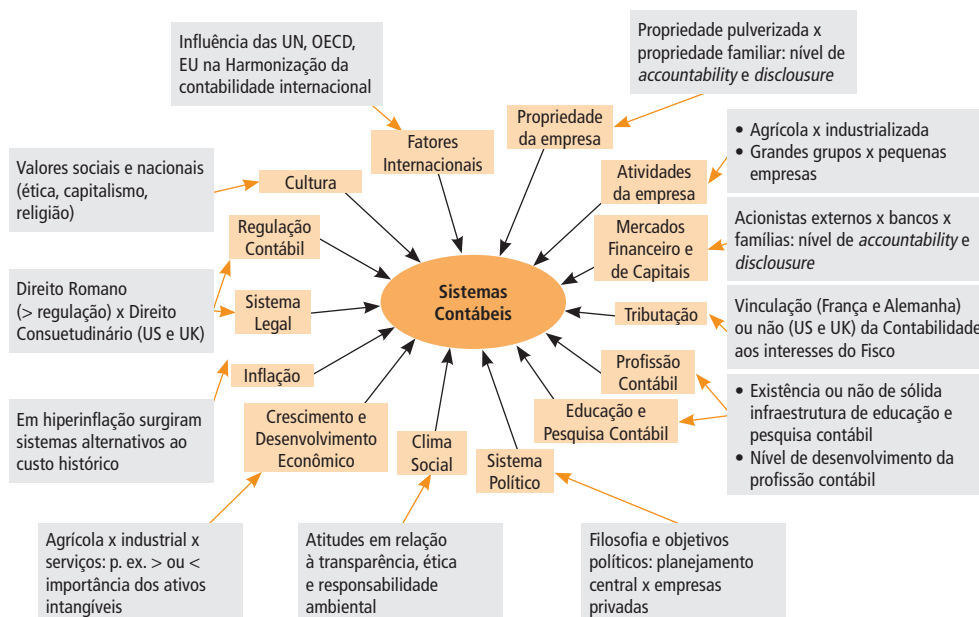 Influência das UN, OECD,
EU na Harmonização da
contabilidade internacional
Propriedade pulverizada x
propriedade familiar: nível de
accountability e disclousure
Fatores
Internacionais
Propriedade
da empresa
• Agrícola x industrializada
• Grandes grupos x pequenas
empresas
Valores sociais e nacionais
(ética, capitalismo,
religião)
Cultura
Atividades
da empresa
Regulação
Contábil
Mercados
Financeiro e
de Capitais
Acionistas externos x bancos x
famílias: nível de accountability e
disclousure
Direito Romano
(> regulação) x Direito
Consuetudinário (US e UK)
Sistema
Legal
Sistemas
Contábeis
Tributação
Vinculação (França e Alemanha)
ou não (US e UK) da Contabilidade
aos interesses do Fisco
Inflação
Profissão
Contábil
Em hiperinflação surgiram
sistemas alternativos ao
custo histórico
Crescimento e
Desenvolvimento
Econômico
Clima
Social
Sistema
Político
Educação e
Pesquisa Contábil
• Existência ou não de sólida
infraestrutura de educação e
pesquisa contábil
• Nível de desenvolvimento da
profissão contábil
Agrícola x industrial x
serviços: p. ex. > ou <
importância dos ativos
intangíveis
Atitudes em relação
à transparência, ética
e responsabilidade
ambiental
Filosofia e objetivos
políticos: planejamento
central x empresas
privadas